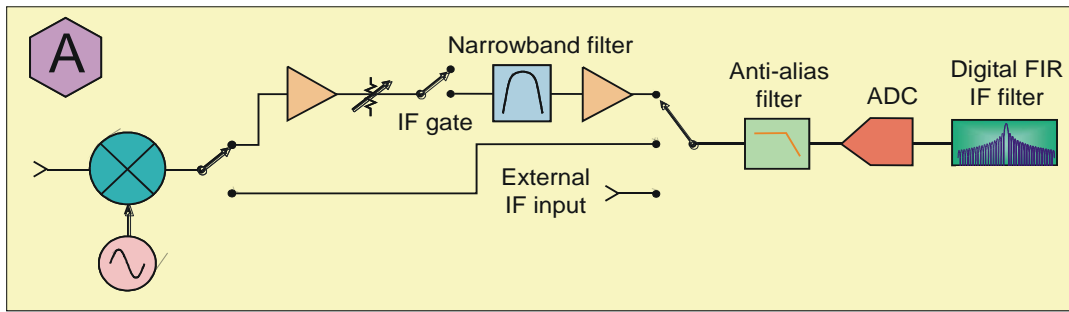 A
Narrowband filter
IF gate
External
IF input
Anti-alias
filter
ADC
Digital FIR
IF filter